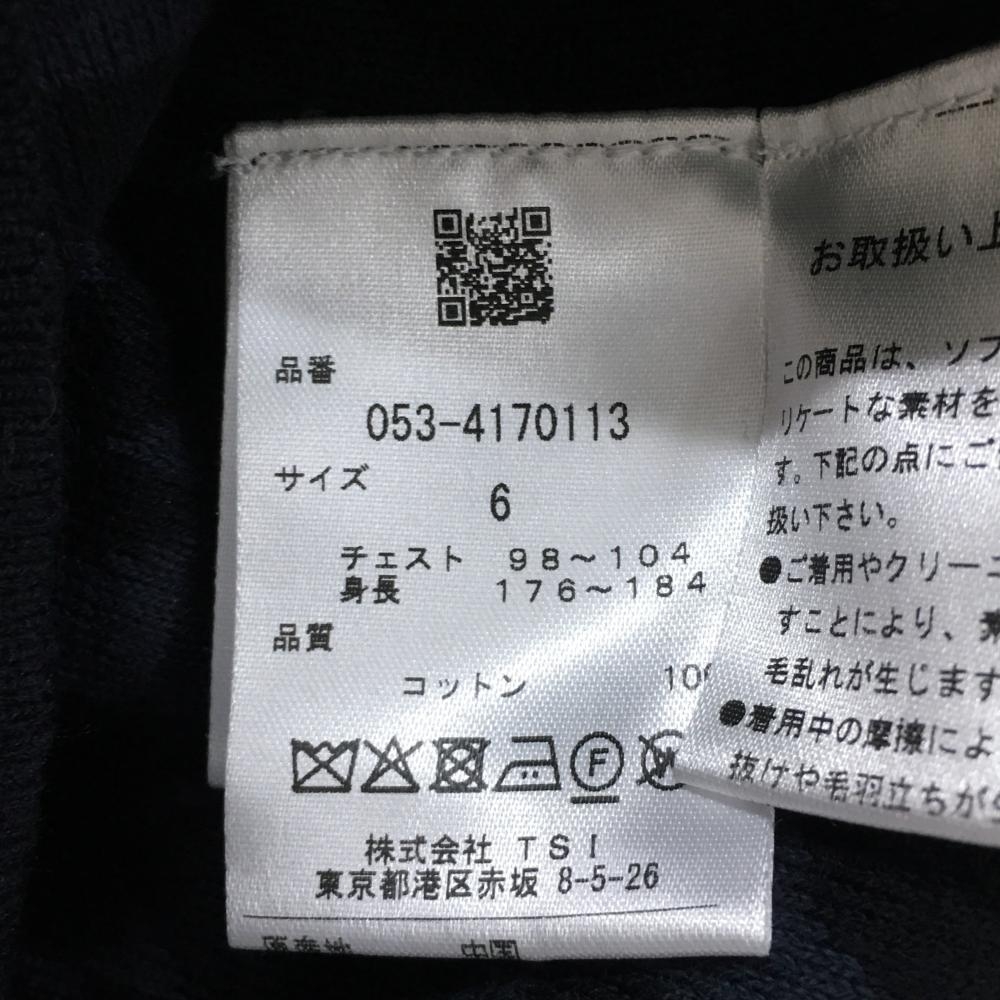 品番
053-4170113
サイズ
6
チェスト 98～104
身長 176～184
品質
コットン 10
F
株式会社 TSI
東京都港区赤坂 8-5-26
お取扱い上
この商品は、ソフ
リケートな素材を
す。下記の点にご
扱い下さい。
●ご着用やクリーニ
すことにより、素
毛乱れが生じます
●着用中の摩擦によ
抜けや毛羽立ちが